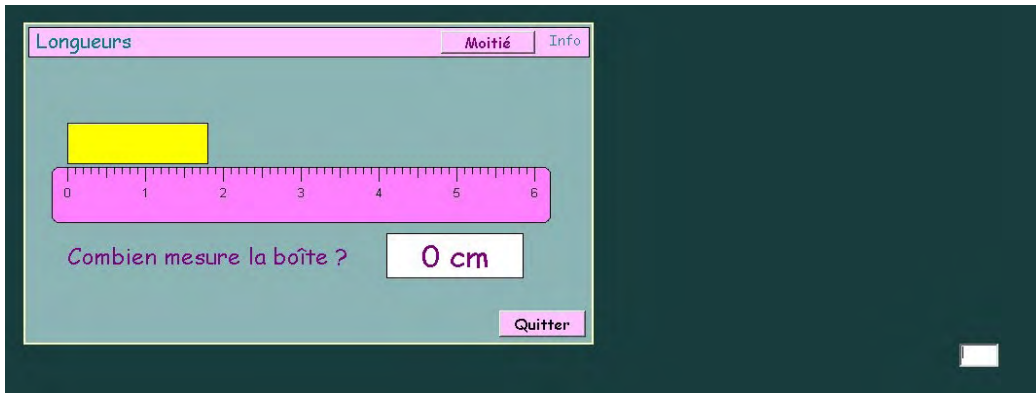 Longueurs Moitié Info
0 1 2 3 4 5 6
Combien mesure la boîte ? 0 cm
Quitter